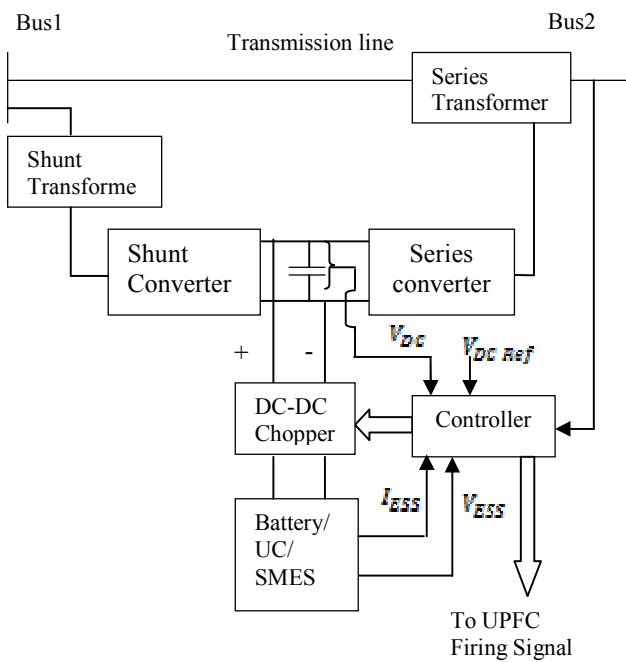 Bus1
Bus2
Transmission line
Series
Transformer
Shunt
Transforme
Shunt
Converter
Series
converter
V_DC
V_DC Ref
+
-
DC-DC
Chopper
Controller
I_ESS
V_ESS
Battery/
UC/
SMES
To UPFC
Firing Signal